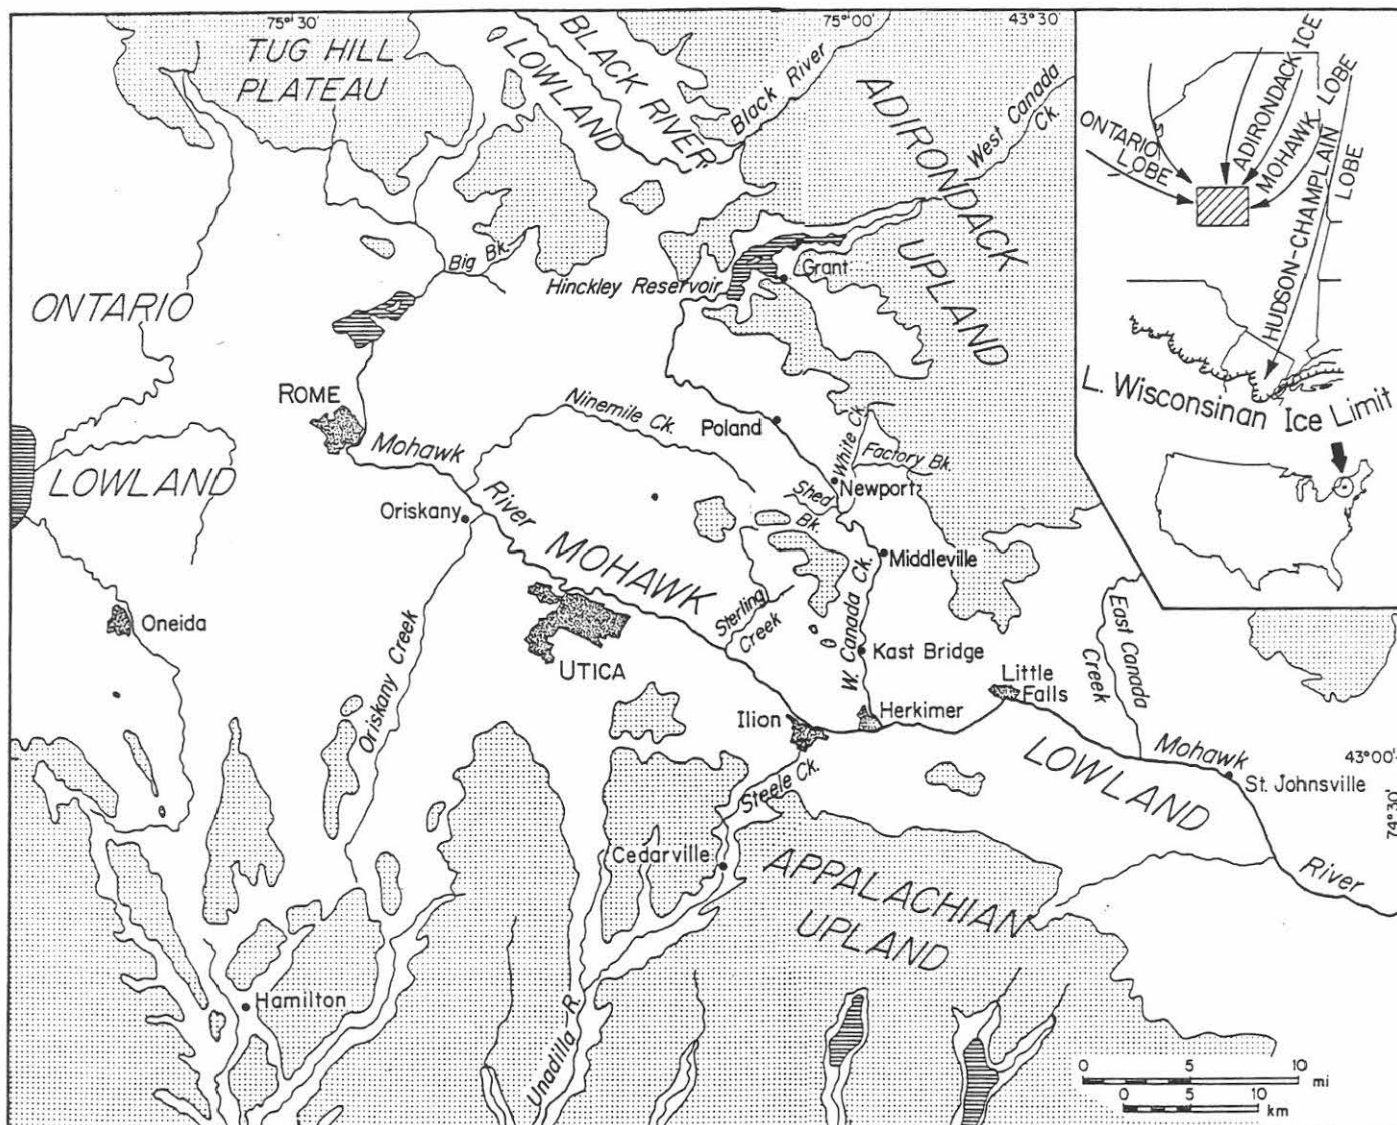 75°30'
75°00'
43°30'
TUG HILL
PLATEAU
BLACK RIVER
LOWLAND
Black River
West Canada
Ck.
ADIRONDACK
UPLAND
Big Bk.
Hinckley Reservoir
Grant
ONTARIO
LOWLAND
ROME
Ninemile Ck.
Poland
White Ck.
Factory Bk.
Newport
Shed
Bk.
Mohawk
River
Oriskany
MOHAWK
LOWLAND
Middleville
W. Canada Ck.
Sterling
Creek
Kast Bridge
East Canada
Creek
Oneida
Oriskany Creek
UTICA
Little
Falls
Ilion
Herkimer
Mohawk
River
St. Johnsville
43°00'
74°30'
Steele Ck.
Cedarville
APPALACHIAN
UPLAND
Hamilton
Unadilla R.
ONTARIO
LOBE
ADIRONDACK ICE
MOHAWK LOBE
HUDSON-CHAMPLAIN
LOBE
L. Wisconsinan Ice Limit
0 5 10
mi
0 5 10
km